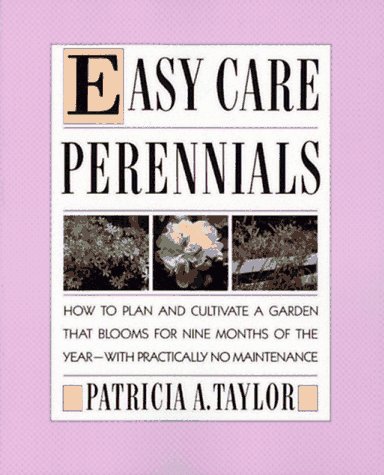 EASY CARE
PERENNIALS
HOW TO PLAN AND CULTIVATE A GARDEN
THAT BLOOMS FOR NINE MONTHS OF THE
YEAR—WITH PRACTICALLY NO MAINTENANCE
PATRICIA A. TAYLOR